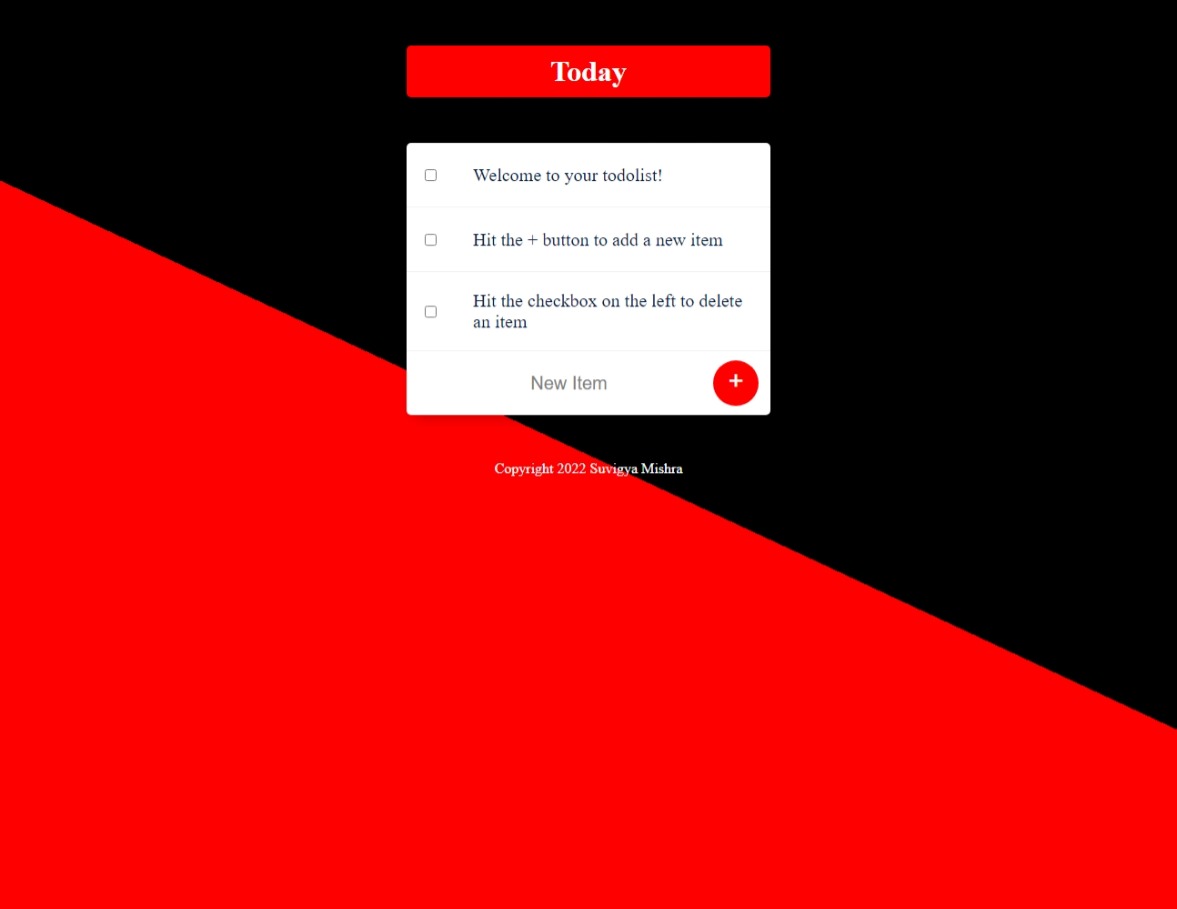 Today
Welcome to your todolist!
Hit the + button to add a new item
Hit the checkbox on the left to delete
an item
New Item
+
Copyright 2022 Suvigya Mishra